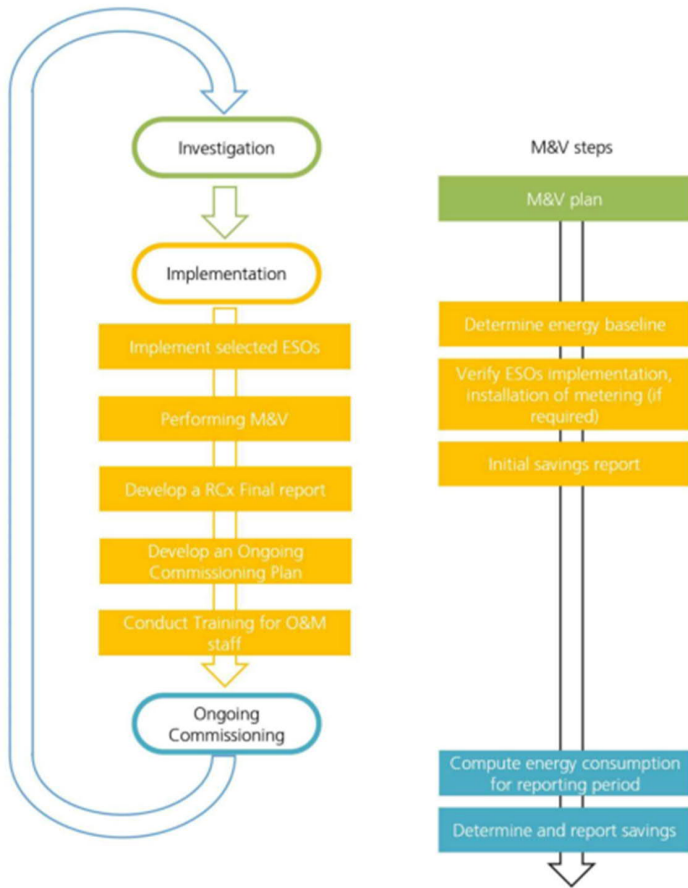 Investigation
Implementation
Implement selected ESOs
Performing M&V
Develop a RCx Final report
Develop an Ongoing
Commissioning Plan
Conduct Training for O&M
staff
Ongoing
Commissioning
M&V steps
M&V plan
Determine energy baseline
Verify ESOs implementation,
installation of metering (if
required)
Initial savings report
Compute energy consumption
for reporting period
Determine and report savings